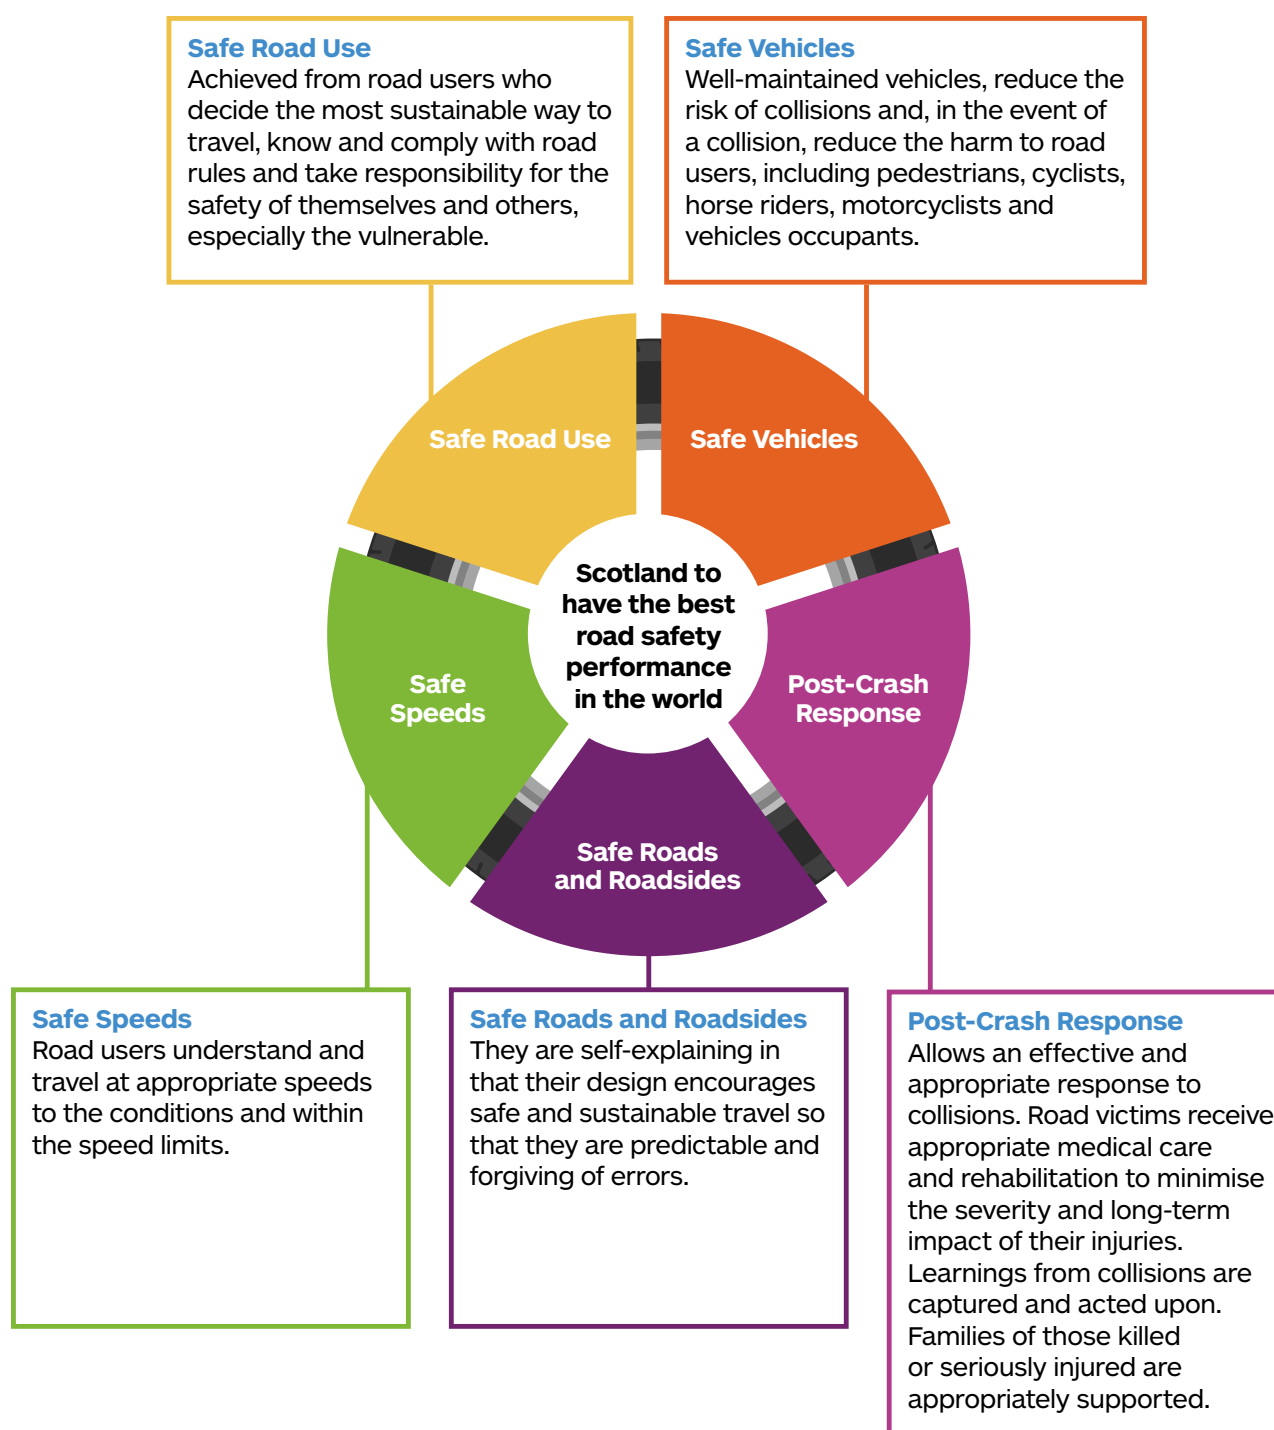 Safe Road Use
Achieved from road users who
decide the most sustainable way to
travel, know and comply with road
rules and take responsibility for the
safety of themselves and others,
especially the vulnerable.
Safe Vehicles
Well-maintained vehicles, reduce the
risk of collisions and, in the event of
a collision, reduce the harm to road
users, including pedestrians, cyclists,
horse riders, motorcyclists and
vehicles occupants.
Safe Road Use
Safe Vehicles
Scotland to
have the best
road safety
performance
in the world
Safe
Speeds
Post-Crash
Response
Safe Roads
and Roadsides
Safe Speeds
Road users understand and
travel at appropriate speeds
to the conditions and within
the speed limits.
Safe Roads and Roadsides
They are self-explaining in
that their design encourages
safe and sustainable travel so
that they are predictable and
forgiving of errors.
Post-Crash Response
Allows an effective and
appropriate response to
collisions. Road victims receive
appropriate medical care
and rehabilitation to minimise
the severity and long-term
impact of their injuries.
Learnings from collisions are
captured and acted upon.
Families of those killed
or seriously injured are
appropriately supported.